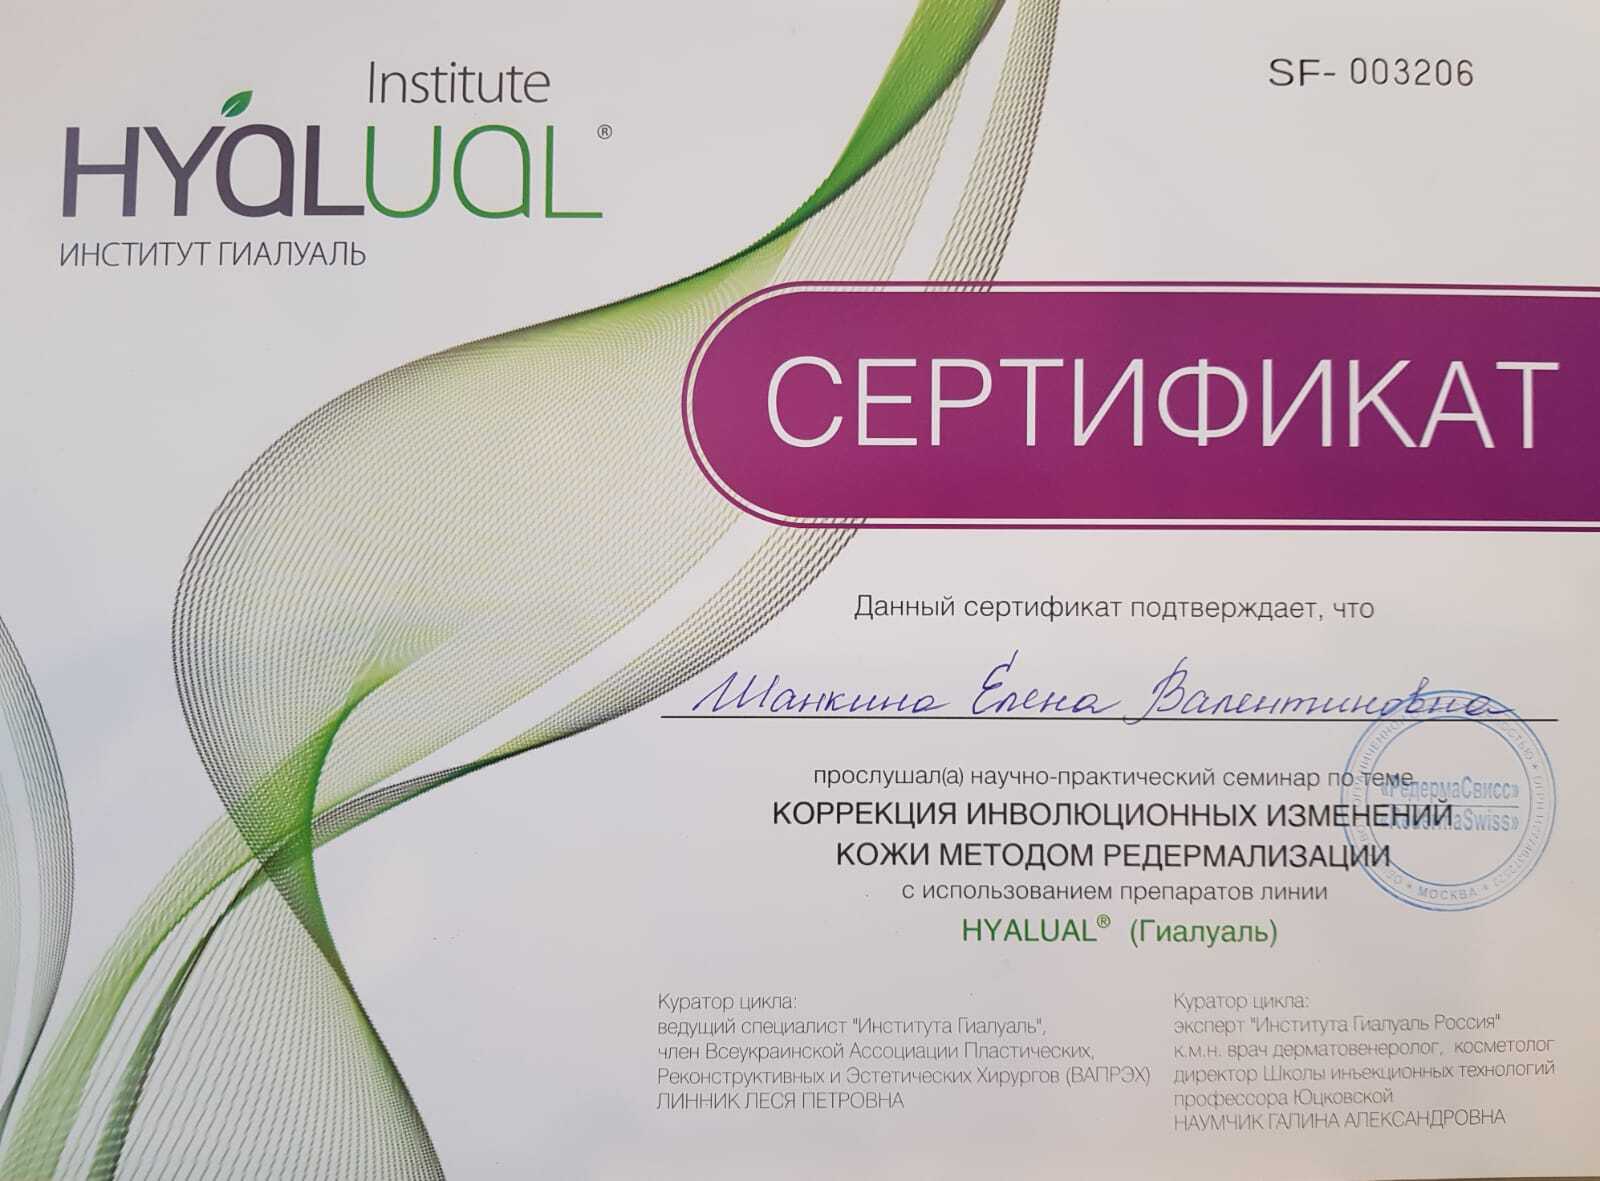 Institute
HYALUAL®
ИНСТИТУТ ГИАЛУАЛЬ
SF- 003206
СЕРТИФИКАТ
Данный сертификат подтверждает, что
Шанкина Елена Валентиновна
прослушал(а) научно-практический семинар по теме
КОРРЕКЦИЯ ИНВОЛЮЦИОННЫХ ИЗМЕНЕНИЙ
КОЖИ МЕТОДОМ РЕДЕРМАЛИЗАЦИИ
с использованием препаратов линии
HYALUAL® (Гиалуаль)
«РедермаСвисс»
«RedermaSwiss»
МОСКВА
Куратор цикла:
ведущий специалист "Института Гиалуаль",
член Всеукраинской Ассоциации Пластических,
Реконструктивных и Эстетических Хирургов (ВАПРЭХ)
ЛИННИК ЛЕСЯ ПЕТРОВНА
Куратор цикла:
эксперт "Института Гиалуаль Россия"
к.м.н. врач дерматовенеролог, косметолог
директор Школы инъекционных технологий
профессора Юцковской
НАУМЧИК ГАЛИНА АЛЕКСАНДРОВНА